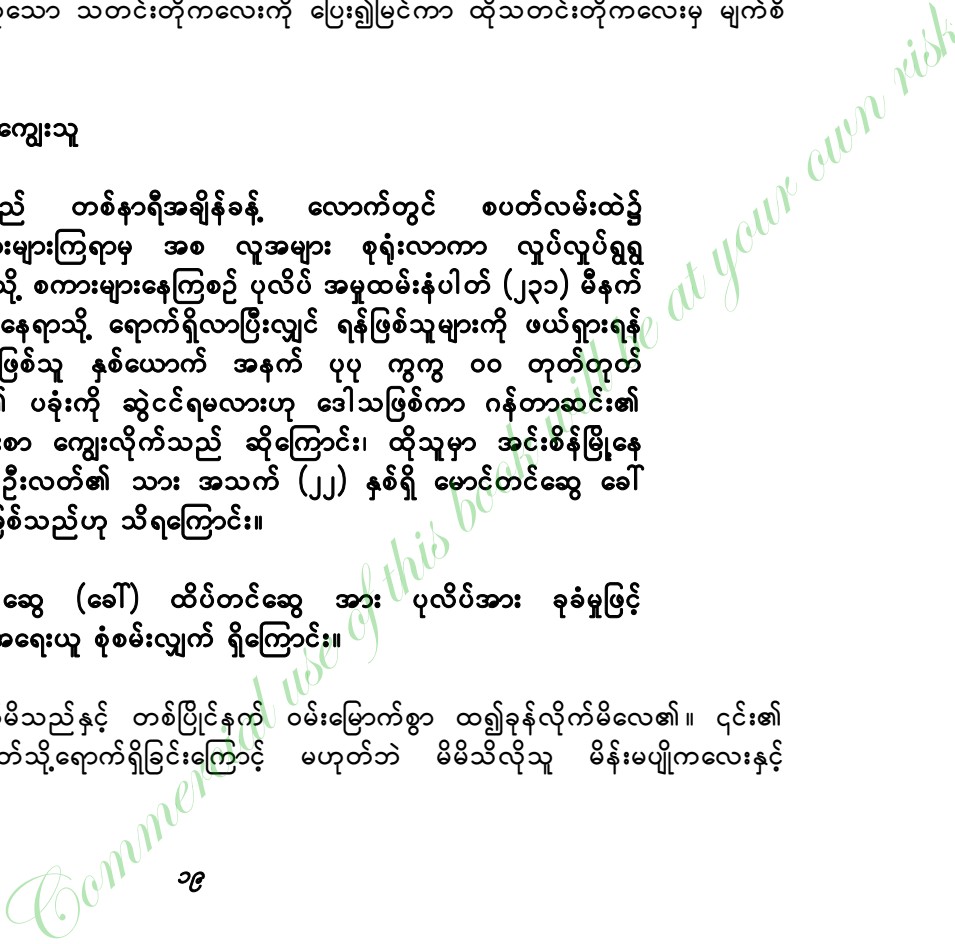 သော သတင်းတိုကလေးကို ပြေး၍မြင်ကာ ထိုသတင်းတိုကလေးမှ မျက်စိ
ကျွေးသူ
တစ်နာရီအချိန်ခန့် လောက်တွင် စပတ်လမ်းထဲ၌
များကြရာမှ အစ လူအများ စုရုံးလာကာ လှုပ်လှုပ်ရွရွ
သို့ စကားများနေကြစဉ် ပုလိပ် အမှုထမ်းနံပါတ် (၂၃၁) မီနက်
နေရာသို့ ရောက်ရှိလာပြီးလျှင် ရန်ဖြစ်သူများကို ဖယ်ရှားရန်
ဖြစ်သူ နှစ်ယောက် အနက် ပုပု ကွကွ ဝဝ တုတ်တုတ်
၏ ပခုံးကို ဆွဲငင်ရမလားဟု ဒေါသဖြစ်ကာ ဂန်တာဆင်း၏
စာ ကျွေးလိုက်သည် ဆိုကြောင်း၊ ထိုသူမှာ အင်းစိန်မြို့နေ
ဦးလတ်၏ သား အသက် (၂၂) နှစ်ရှိ မောင်တင်ဆွေ ခေါ်
ဖြစ်သည်ဟု သိရကြောင်း။
ဆွေ (ခေါ်) ထိပ်တင်ဆွေ အား ပုလိပ်အား ခုခံမှုဖြင့်
အရေးယူ စုံစမ်းလျှက် ရှိကြောင်း။
မိသည်နှင့် တစ်ပြိုင်နက် ဝမ်းမြောက်စွာ ထ၍ခုန်လိုက်မိလေ၏။ ၎င်း၏
တ်သို့ရောက်ရှိခြင်းကြောင့် မဟုတ်ဘဲ မိမိသိလိုသူ မိန်းမပျိုကလေးနှင့်
၁၉
Commercial use of this book will be at your own risk